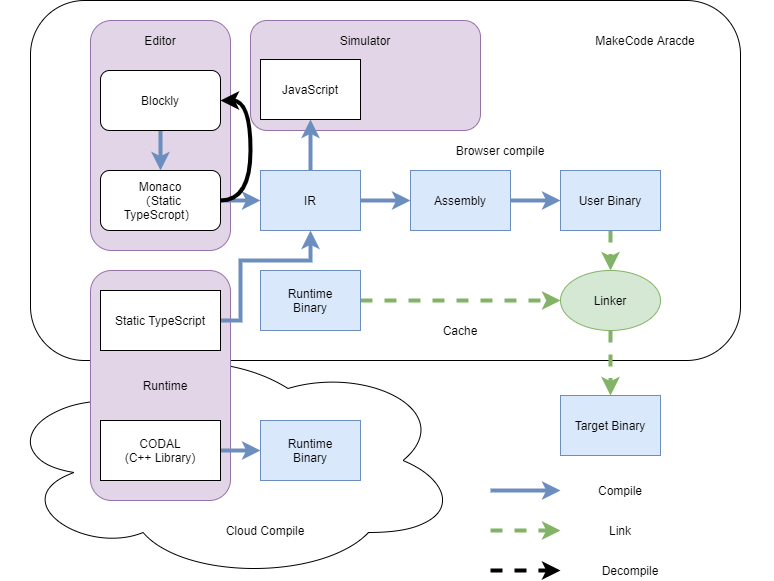 Editor
Simulator
MakeCode Aracde
Blockly
JavaScript
Browser compile
Monaco
(Static
TypeScropt)
IR
Assembly
User Binary
Static TypeScript
Runtime
Binary
Linker
Cache
Runtime
Target Binary
CODAL
(C++ Library)
Runtime
Binary
Compile
Cloud Compile
Link
Decompile